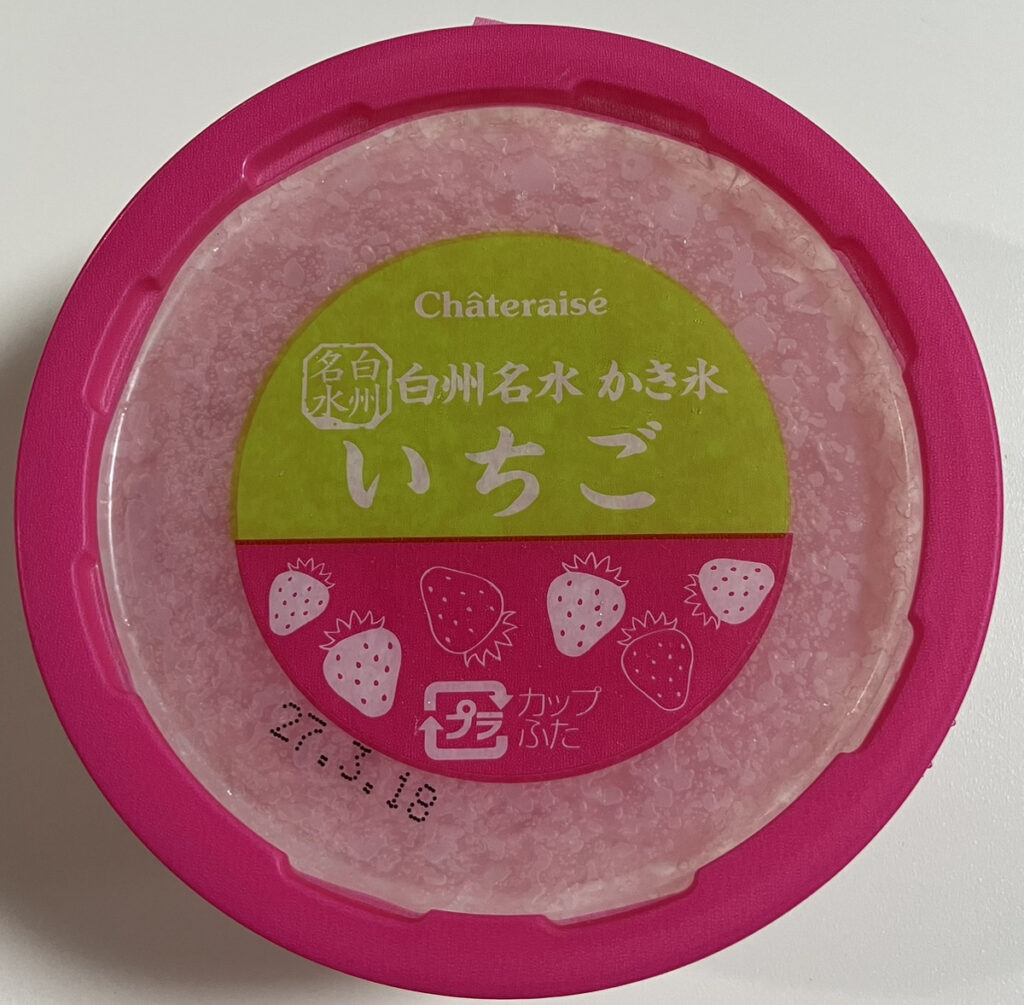 Châteraisé
白州名水
白州名水 かき氷
いちご
プラ
カップ
ふた
27.3.18